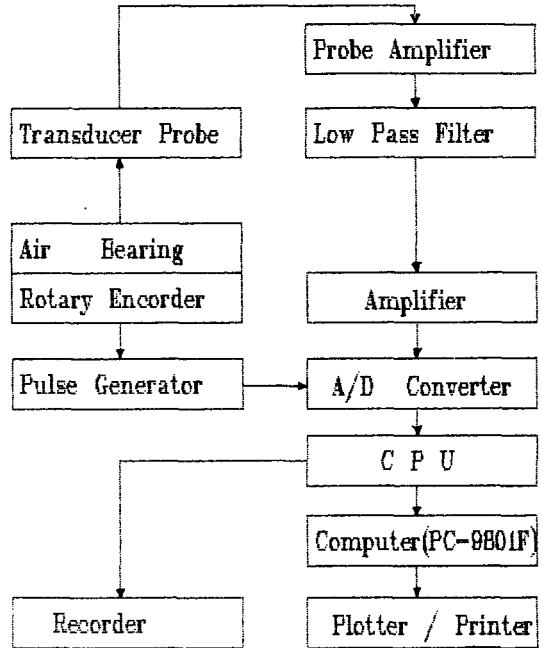 Probe Amplifier
Transducer Probe
Low Pass Filter
Air Bearing
Rotary Encorder
Amplifier
Pulse Generator
A/D Converter
C P U
Computer(PC-9801F)
Recorder
Plotter / Printer